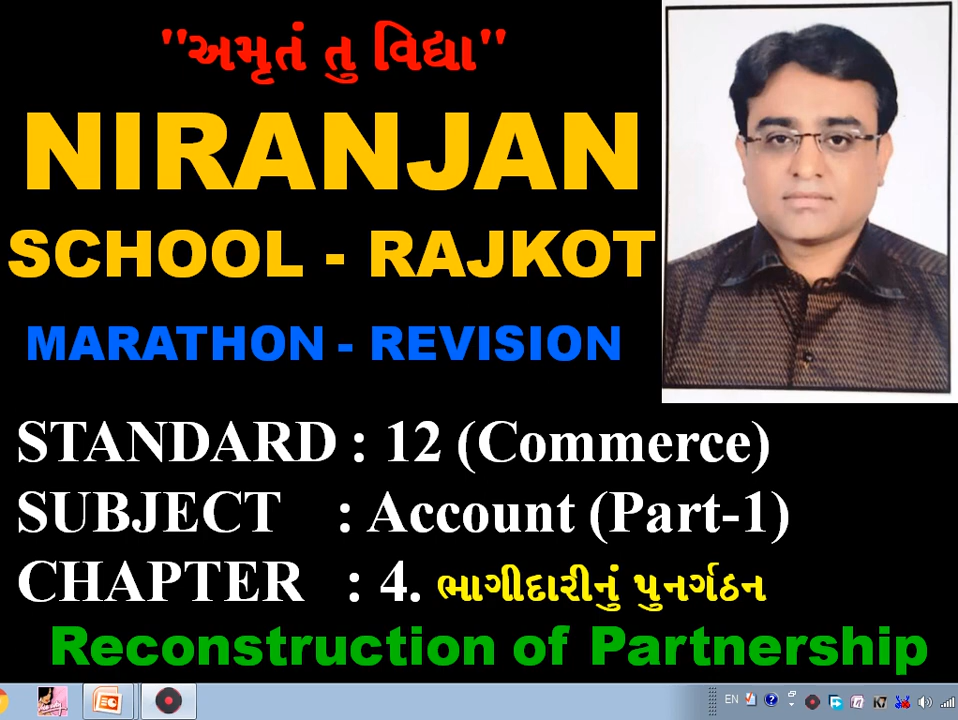 "અમૃતં તુ વિદ્યા"
NIRANJAN
SCHOOL - RAJKOT
MARATHON - REVISION
STANDARD : 12 (Commerce)
SUBJECT : Account (Part-1)
CHAPTER : 4. ભાગીદારીનું પુનર્ગઠન
Reconstruction of Partnership
EN